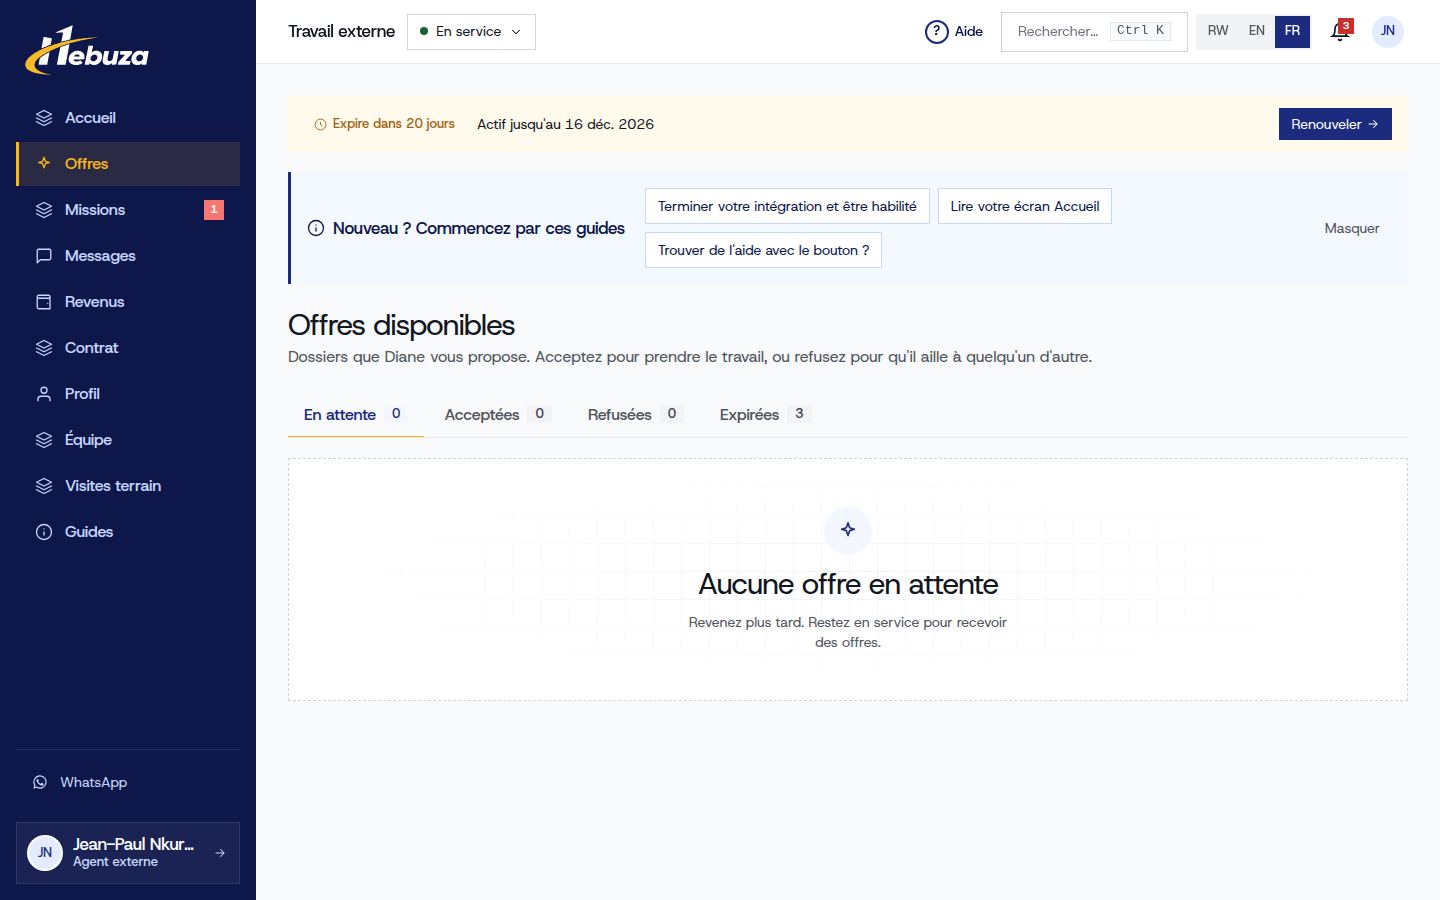 Hebuza
Accueil
Offres
Missions 1
Messages
Revenus
Contrat
Profil
Équipe
Visites terrain
Guides
WhatsApp
JN Jean-Paul Nkur...
Agent externe
Travail externe En service
? Aide Rechercher... Ctrl K RW EN FR 3 JN
Expire dans 20 jours Actif jusqu'au 16 déc. 2026 Renouveler
Nouveau ? Commencez par ces guides
Terminer votre intégration et être habilité Lire votre écran Accueil
Trouver de l'aide avec le bouton ?
Masquer
Offres disponibles
Dossiers que Diane vous propose. Acceptez pour prendre le travail, ou refusez pour qu'il aille à quelqu'un d'autre.
En attente 0 Acceptées 0 Refusées 0 Expirées 3
Aucune offre en attente
Revenez plus tard. Restez en service pour recevoir
des offres.